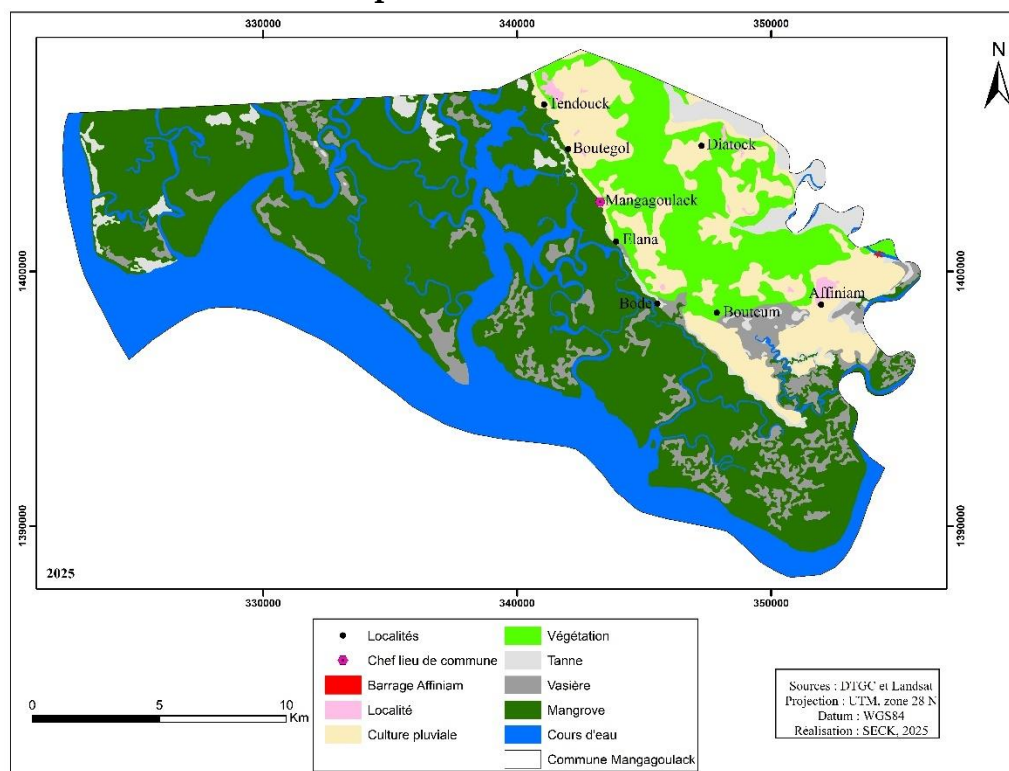 330000 340000 350000
N
Tendouck
Boutegol
Diatock
Mangagoulack
Elana
1400000 1400000
Affiniam
Bode
Bouteum
1390000 1390000
2025
330000 340000 350000
Localités
Chef lieu de commune
Barrage Affiniam
Localité
Culture pluviale
Végétation
Tanne
Vasière
Mangrove
Cours d'eau
Commune Mangagoulack
0 5 10
Km
Sources : DTGC et Landsat
Projection : UTM, zone 28 N
Datum : WGS84
Réalisation : SECK, 2025